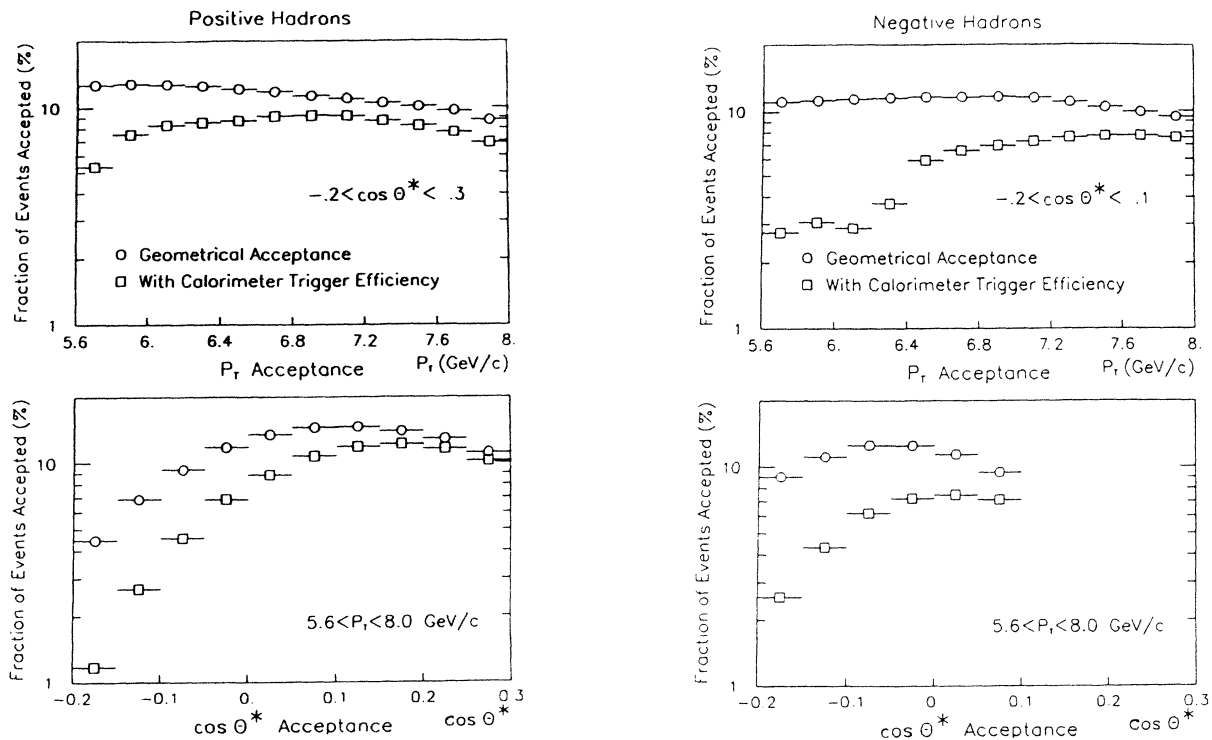 Positive Hadrons
Fraction of Events Accepted (%)
10
1
-.2<cos Θ*< .3
Geometrical Acceptance
With Calorimeter Trigger Efficiency
5.6 6. 6.4 6.8 7.2 7.6 8.
P_T Acceptance P_T (GeV/c)
Negative Hadrons
Fraction of Events Accepted (%)
10
1
-.2<cos Θ*< .1
Geometrical Acceptance
With Calorimeter Trigger Efficiency
5.6 6. 6.4 6.8 7.2 7.6 8.
P_T Acceptance P_T (GeV/c)
Fraction of Events Accepted (%)
10
1
5.6<P_T<8.0 GeV/c
-0.2 -0.1 0. 0.1 0.2 0.3
cos Θ* Acceptance cos Θ*
Fraction of Events Accepted (%)
10
1
5.6<P_T<8.0 GeV/c
-0.2 -0.1 0 0.1 0.2 0.3
cos Θ* Acceptance cos Θ*